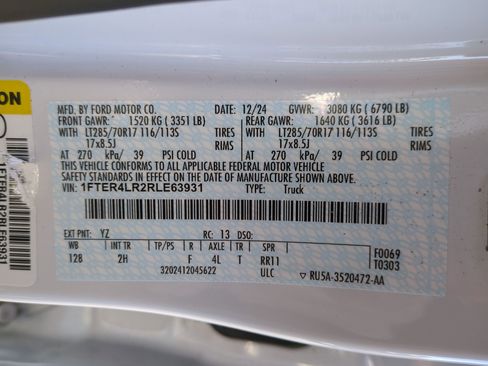 ON
MFD. BY FORD MOTOR CO. 12/24 GVWR: 3080 KG ( 6790 LB)
FRONT GAWR: 1520 KG ( 3351 LB) REAR GAWR: 1640 KG ( 3616 LB)
WITH LT285/70R17 116/113S TIRES WITH LT285/70R17 116/113S TIRES
17x8.5J RIMS 17x8.5J RIMS
AT 270 kPa/ 39 PSI COLD AT 270 kPa/ 39 PSI COLD
THIS VEHICLE CONFORMS TO ALL APPLICABLE FEDERAL MOTOR VEHICLE
SAFETY STANDARDS IN EFFECT ON THE DATE OF MANUFACTURE SHOWN ABOVE.
VIN: 1FTER4LR2RLE63931 TYPE: Truck
EXT PNT: YZ RC: 13 DSO:
WB INT TR TP/PS R AXLE TR SPR F0069
128 2H F 4L T RR11 T0303
3202412045622 ULC ▽ RU5A-3520472-AA
1FTER4LR2RLE63931